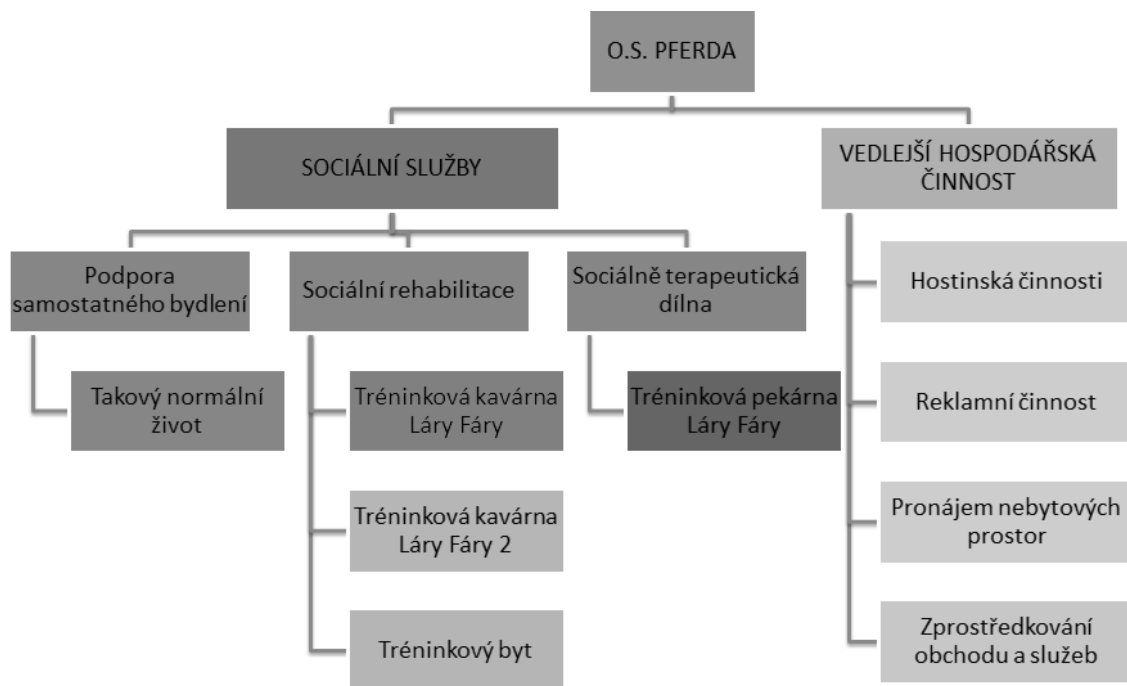 O.S. PFERDA
SOCIÁLNÍ SLUŽBY
VEDLEJŠÍ HOSPODÁŘSKÁ
ČINNOST
Podpora
samostatného bydlení
Sociální rehabilitace
Sociálně terapeutická
dílna
Takový normální
život
Tréninková kavárna
Láry Fáry
Tréninková kavárna
Láry Fáry 2
Tréninkový byt
Tréninková pekárna
Láry Fáry
Hostinská činnosti
Reklamní činnost
Pronájem nebytových
prostor
Zprostředkování
obchodu a služeb